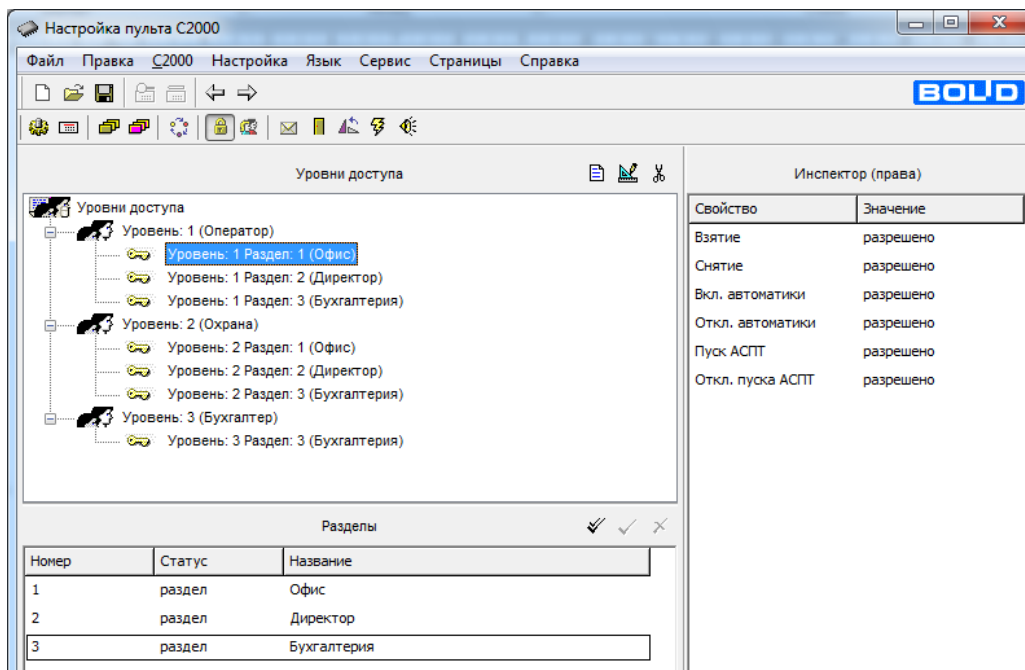 Настройка пульта С2000
Файл Правка С2000 Настройка Язык Сервис Страницы Справка
BOLID
Уровни доступа
Уровни доступа
Уровень: 1 (Оператор)
Уровень: 1 Раздел: 1 (Офис)
Уровень: 1 Раздел: 2 (Директор)
Уровень: 1 Раздел: 3 (Бухгалтерия)
Уровень: 2 (Охрана)
Уровень: 2 Раздел: 1 (Офис)
Уровень: 2 Раздел: 2 (Директор)
Уровень: 2 Раздел: 3 (Бухгалтерия)
Уровень: 3 (Бухгалтер)
Уровень: 3 Раздел: 3 (Бухгалтерия)
Разделы
Номер Статус Название
1 раздел Офис
2 раздел Директор
3 раздел Бухгалтерия
Инспектор (права)
Свойство Значение
Взятие разрешено
Снятие разрешено
Вкл. автоматики разрешено
Откл. автоматики разрешено
Пуск АСПТ разрешено
Откл. пуска АСПТ разрешено